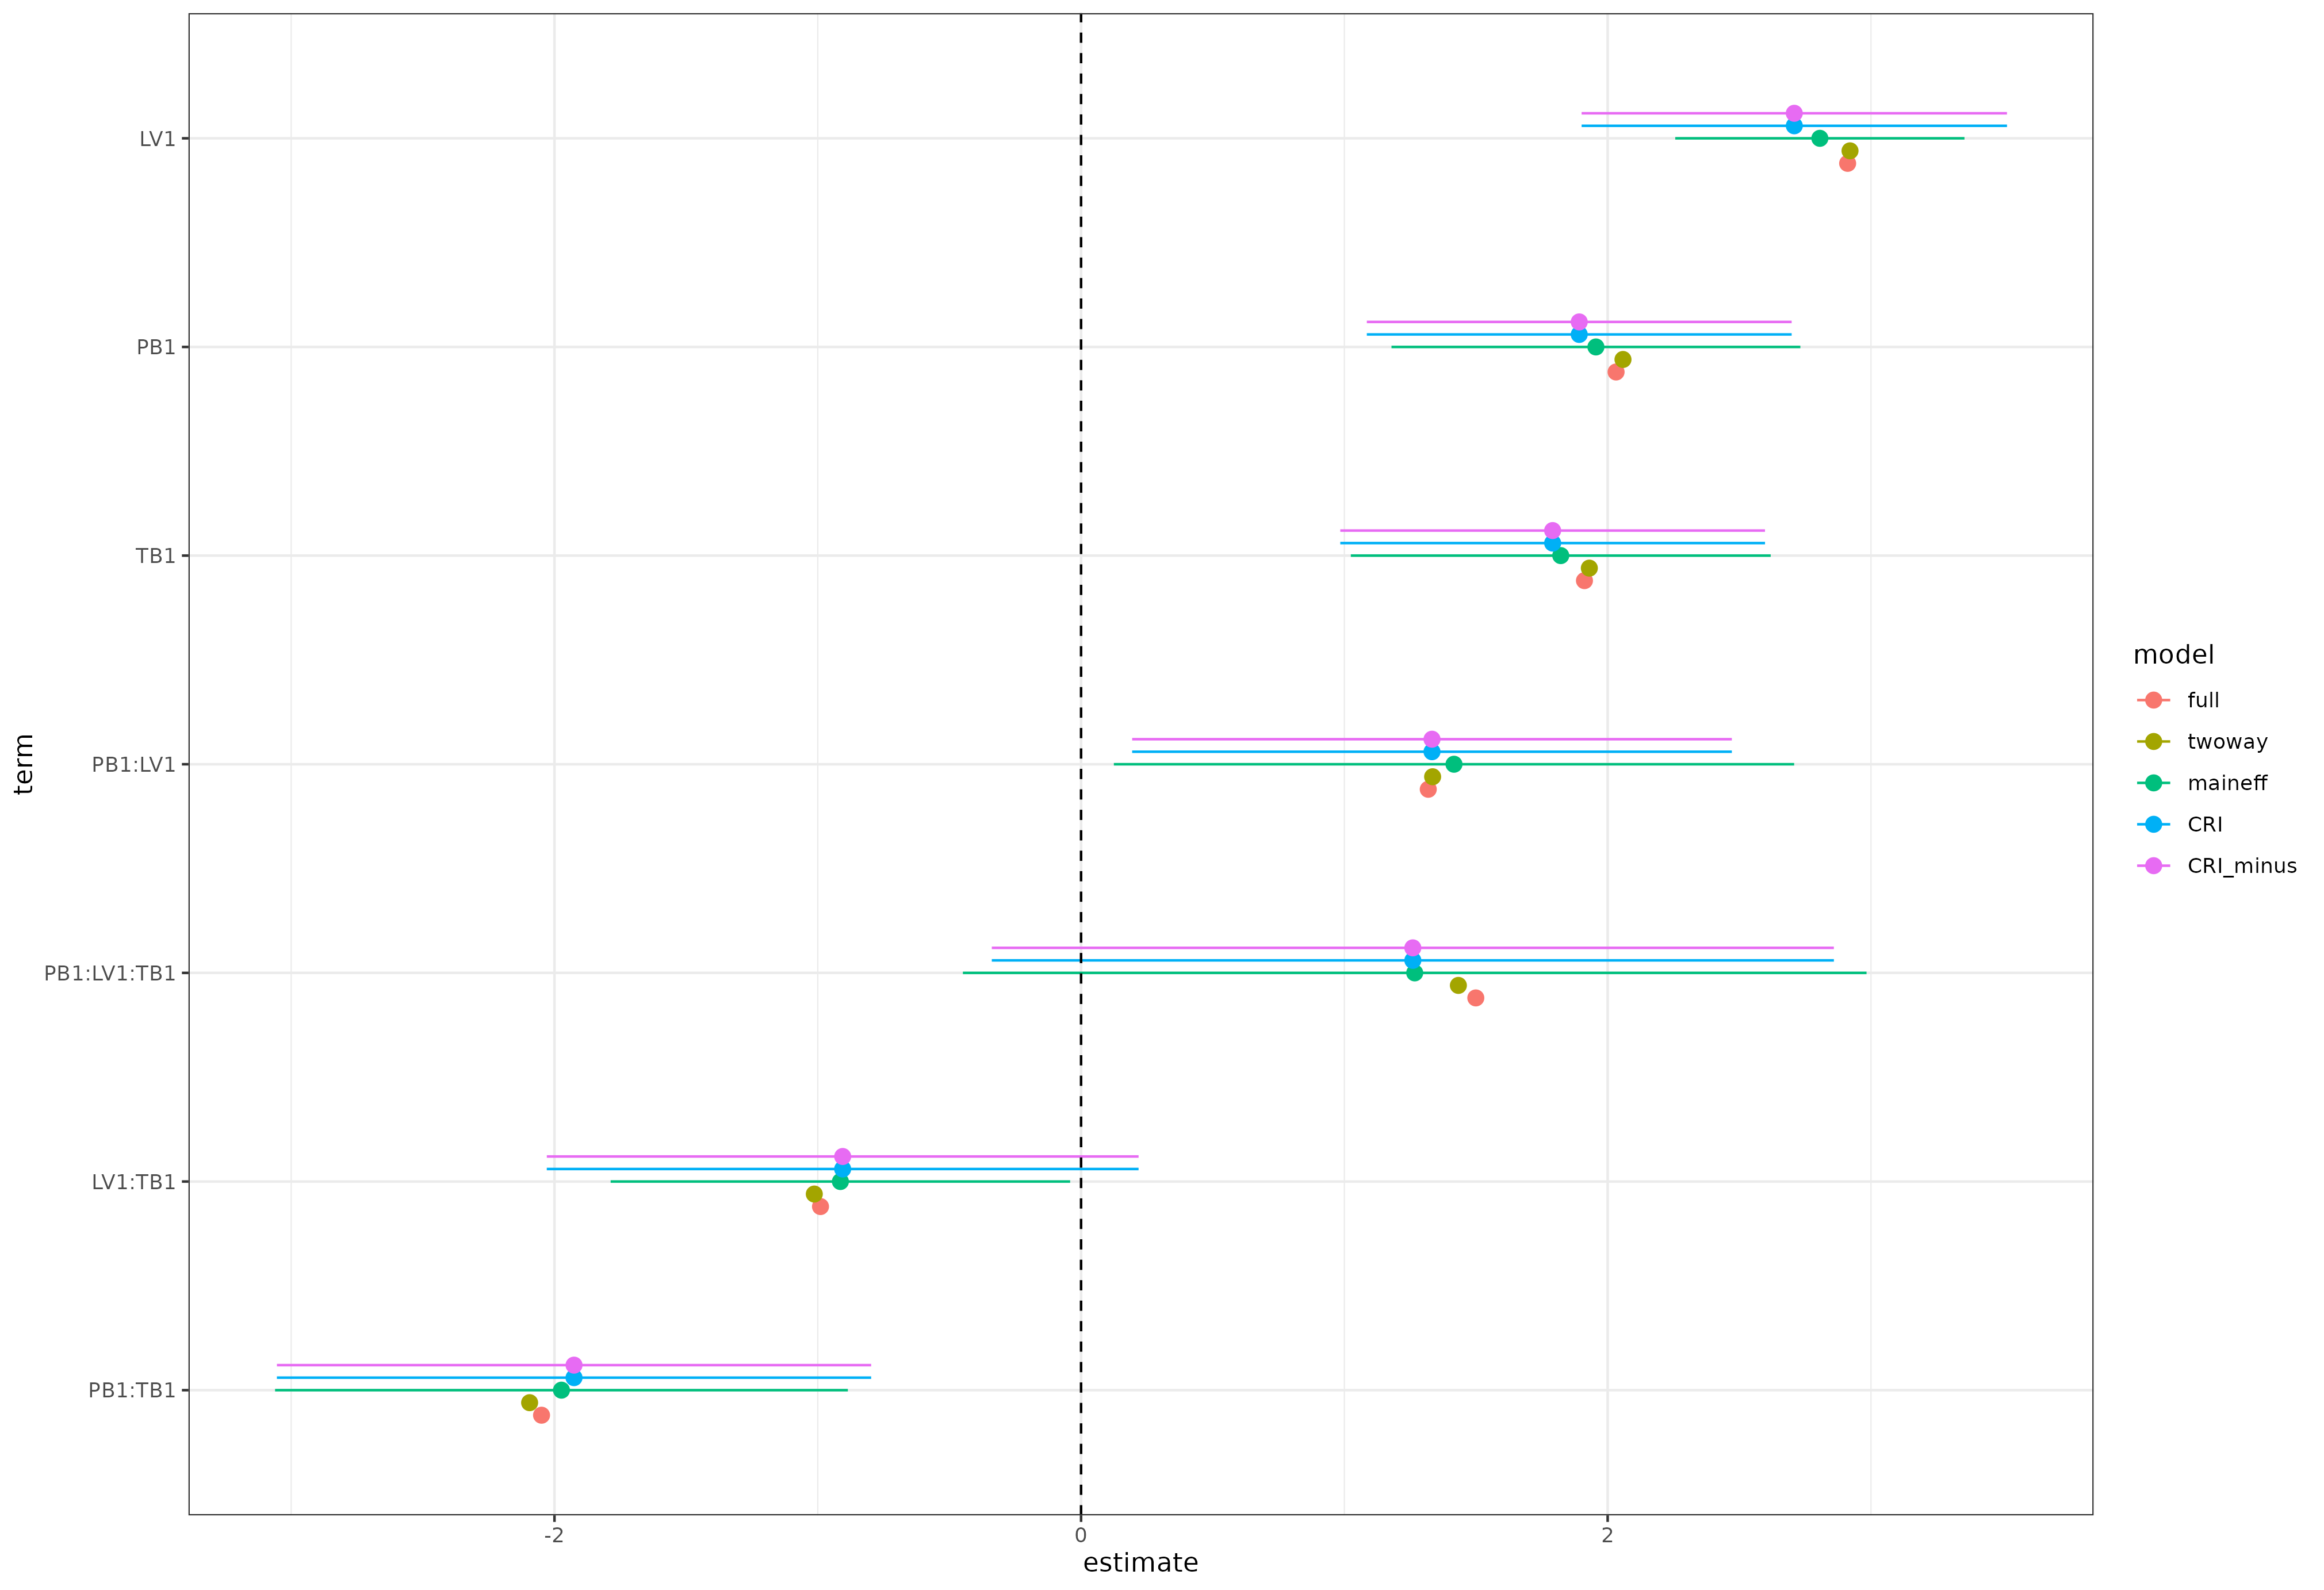 LV1
PB1
TB1
PB1:LV1
PB1:LV1:TB1
LV1:TB1
PB1:TB1
term
-2
0
2
estimate
model
full
twoway
maineff
CRI
CRI_minus